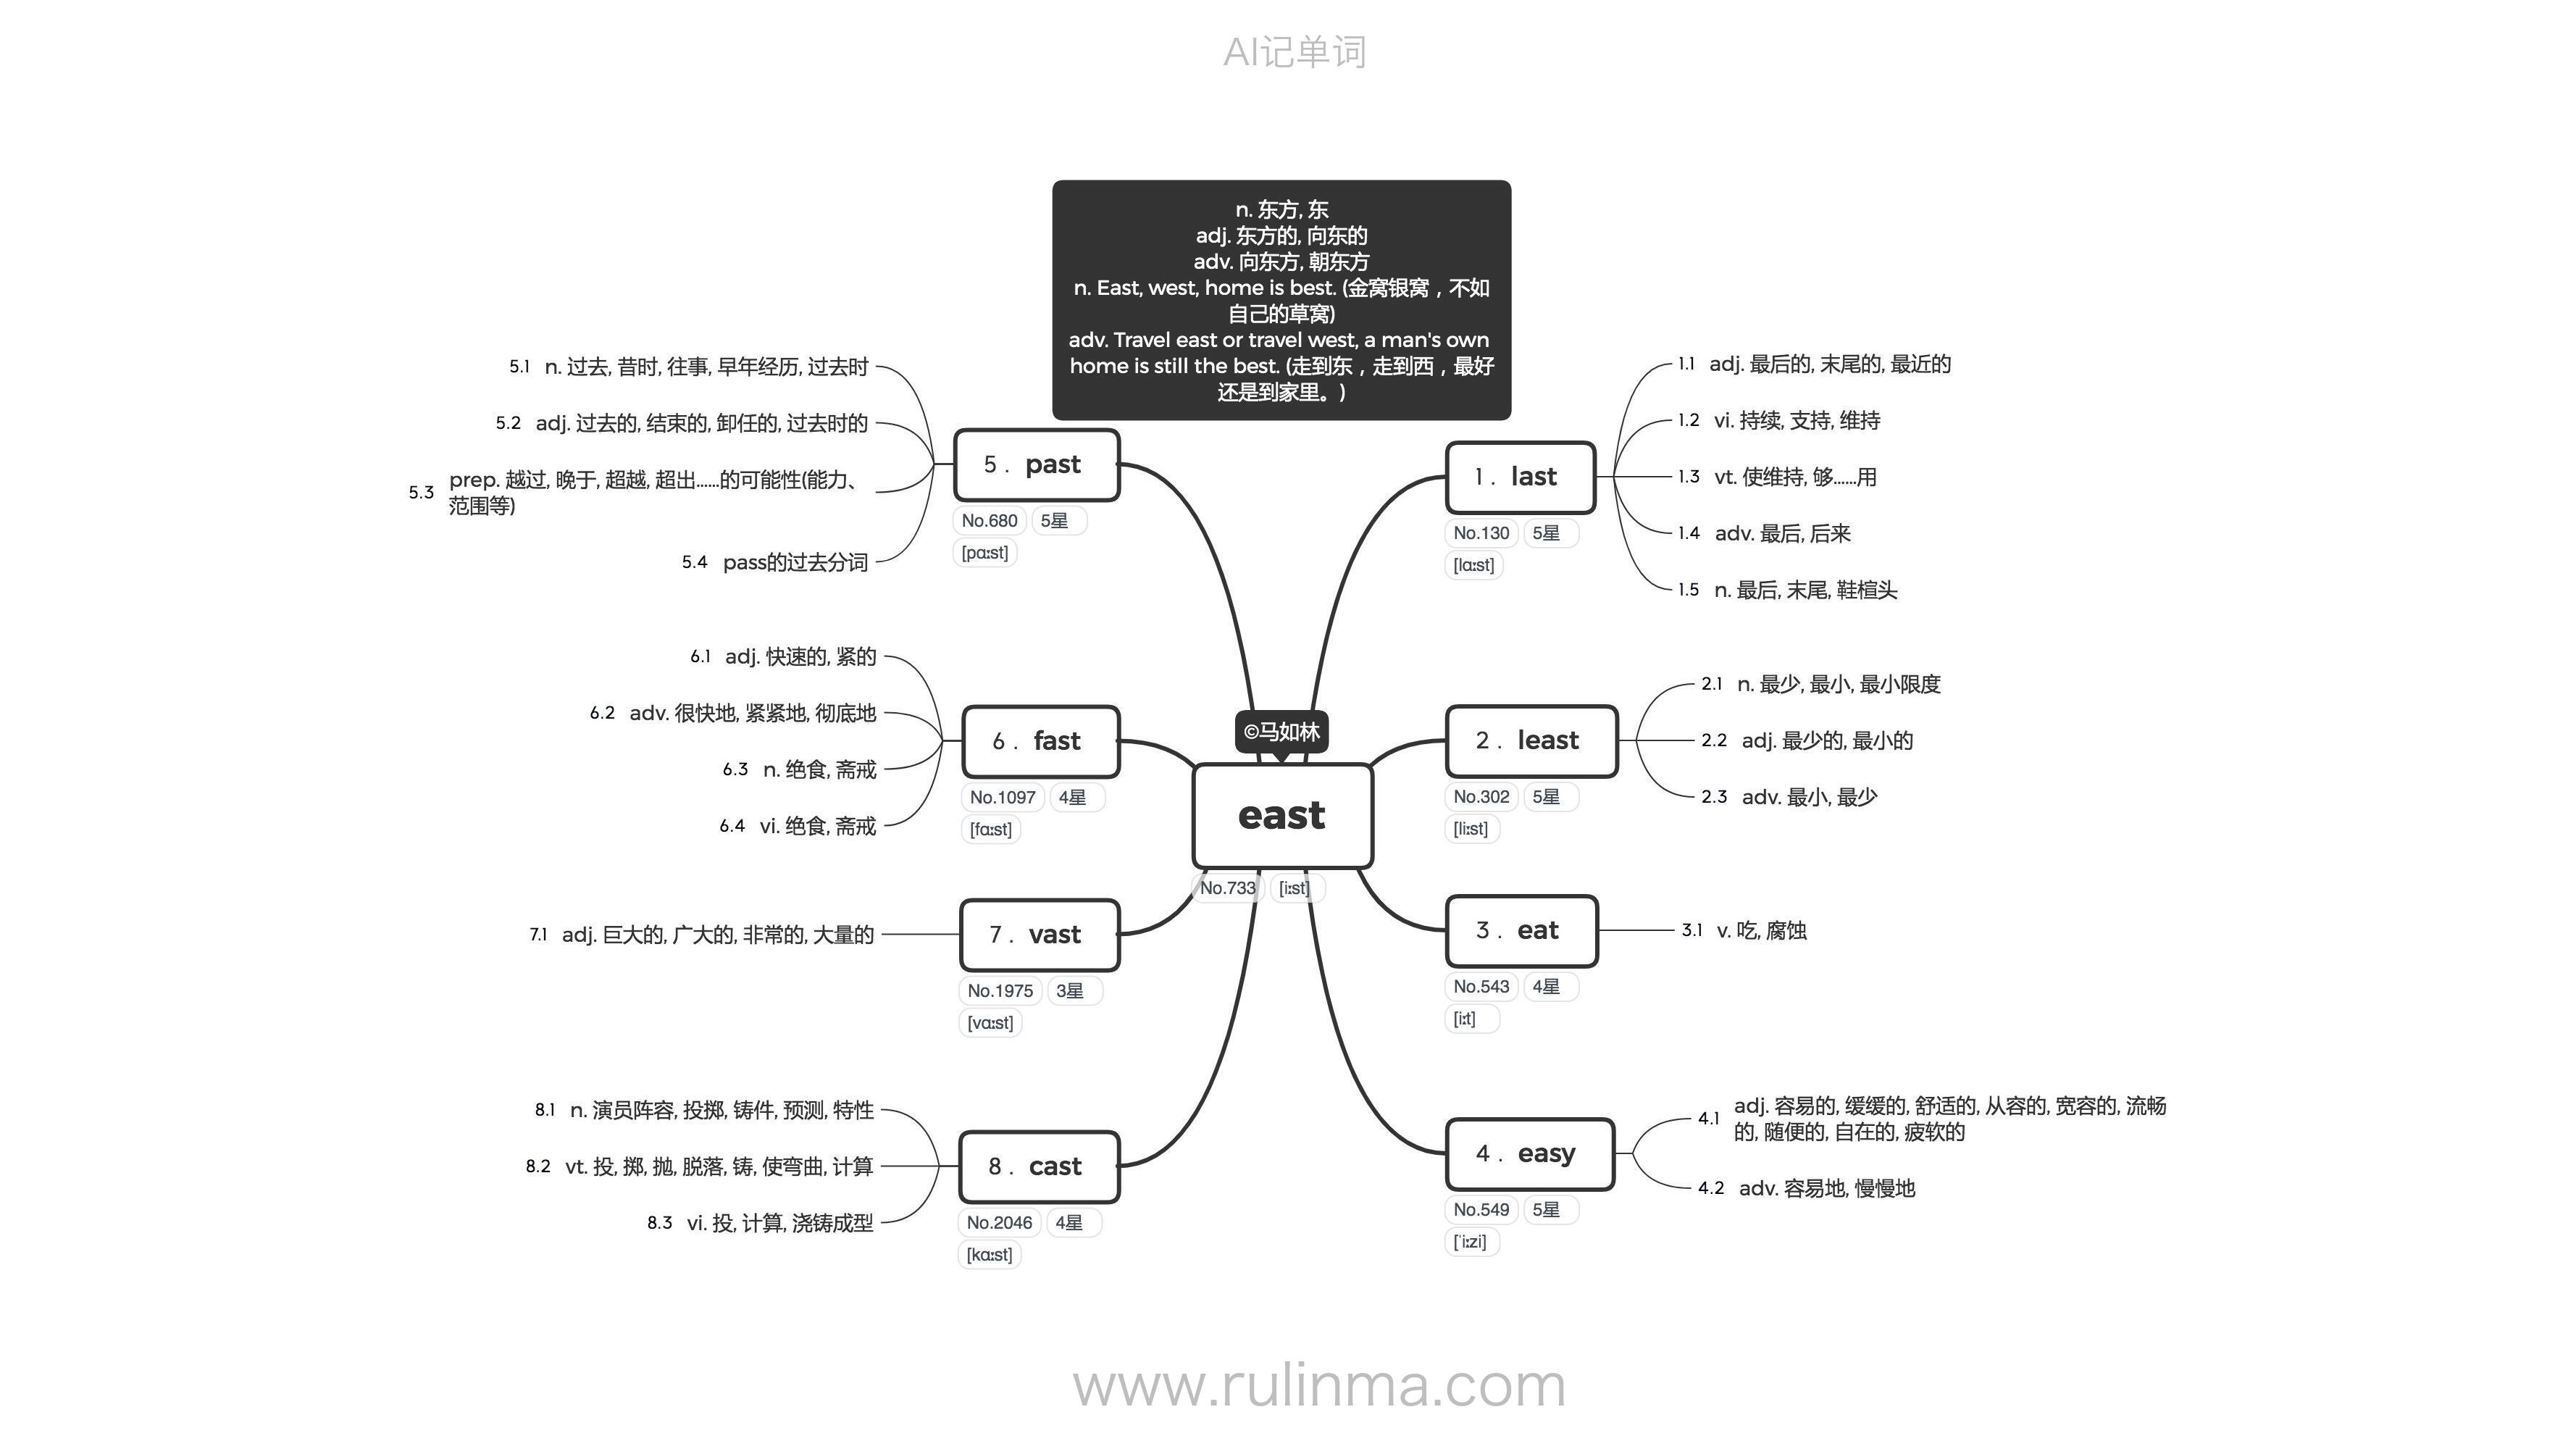 AI记单词
n. 东方, 东
adj. 东方的, 向东的
adv. 向东方, 朝东方
n. East, west, home is best. (金窝银窝，不如
自己的草窝)
adv. Travel east or travel west, a man's own
home is still the best. (走到东，走到西，最好
还是到家里。)
©马如林
east
No.733 [iːst]
1. last
No.130 5星
[lɑːst]
1.1 adj. 最后的, 末尾的, 最近的
1.2 vi. 持续, 支持, 维持
1.3 vt. 使维持, 够……用
1.4 adv. 最后, 后来
1.5 n. 最后, 末尾, 鞋楦头
2. least
No.302 5星
[liːst]
2.1 n. 最少, 最小, 最小限度
2.2 adj. 最少的, 最小的
2.3 adv. 最小, 最少
3. eat
No.543 4星
[iːt]
3.1 v. 吃, 腐蚀
4. easy
No.549 5星
[ˈiːzi]
4.1 adj. 容易的, 缓缓的, 舒适的, 从容的, 宽容的, 流畅
的, 随便的, 自在的, 疲软的
4.2 adv. 容易地, 慢慢地
5. past
No.680 5星
[pɑːst]
5.1 n. 过去, 昔时, 往事, 早年经历, 过去时
5.2 adj. 过去的, 结束的, 卸任的, 过去时的
5.3 prep. 越过, 晚于, 超越, 超出……的可能性(能力、
范围等)
5.4 pass的过去分词
6. fast
No.1097 4星
[fɑːst]
6.1 adj. 快速的, 紧的
6.2 adv. 很快地, 紧紧地, 彻底地
6.3 n. 绝食, 斋戒
6.4 vi. 绝食, 斋戒
7. vast
No.1975 3星
[vɑːst]
7.1 adj. 巨大的, 广大的, 非常的, 大量的
8. cast
No.2046 4星
[kɑːst]
8.1 n. 演员阵容, 投掷, 铸件, 预测, 特性
8.2 vt. 投, 掷, 抛, 脱落, 铸, 使弯曲, 计算
8.3 vi. 投, 计算, 浇铸成型
www.rulinma.com